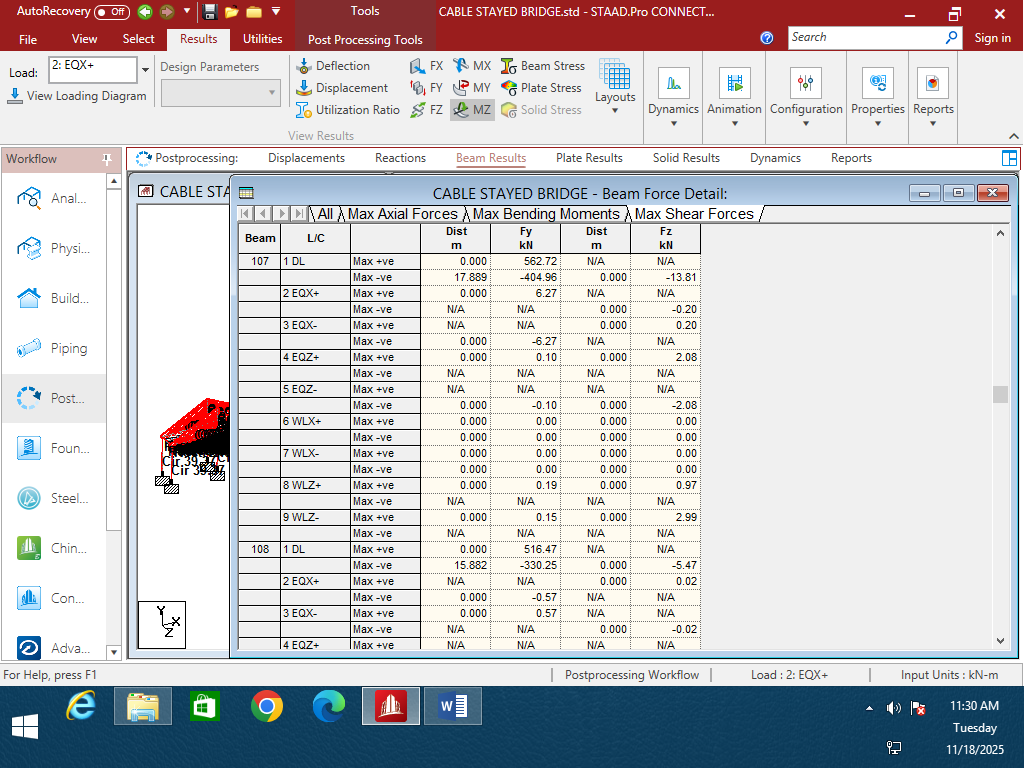 AutoRecovery Off
Tools
CABLE STAYED BRIDGE.std - STAAD.Pro CONNECT...
File View Select Results Utilities Post Processing Tools
Search
Sign in
Load: 2: EQX+
View Loading Diagram
Design Parameters
Deflection FX MX Beam Stress
Displacement FY MY Plate Stress
Utilization Ratio FZ MZ Solid Stress
View Results
Layouts
Dynamics
Animation
Configuration
Properties
Reports
Workflow
Postprocessing: Displacements Reactions Beam Results Plate Results Solid Results Dynamics Reports
Anal...
Physi...
Build...
Piping
Post...
Foun...
Steel...
Chin...
Con...
Adva...
CABLE STA
CABLE STAYED BRIDGE - Beam Force Detail:
All Max Axial Forces Max Bending Moments Max Shear Forces
Beam L/C Dist m Fy kN Dist m Fz kN
107 1 DL Max +ve 0.000 562.72 N/A N/A
Max -ve 17.889 -404.96 0.000 -13.81
2 EQX+ Max +ve 0.000 6.27 N/A N/A
Max -ve N/A N/A 0.000 -0.20
3 EQX- Max +ve N/A N/A 0.000 0.20
Max -ve 0.000 -6.27 N/A N/A
4 EQZ+ Max +ve 0.000 0.10 0.000 2.08
Max -ve N/A N/A N/A N/A
5 EQZ- Max +ve N/A N/A N/A N/A
Max -ve 0.000 -0.10 0.000 -2.08
6 WLX+ Max +ve 0.000 0.00 0.000 0.00
Max -ve 0.000 0.00 0.000 0.00
7 WLX- Max +ve 0.000 0.00 0.000 0.00
Max -ve 0.000 0.00 0.000 0.00
8 WLZ+ Max +ve 0.000 0.19 0.000 0.97
Max -ve N/A N/A N/A N/A
9 WLZ- Max +ve 0.000 0.15 0.000 2.99
Max -ve N/A N/A N/A N/A
108 1 DL Max +ve 0.000 516.47 N/A N/A
Max -ve 15.882 -330.25 0.000 -5.47
2 EQX+ Max +ve N/A N/A 0.000 0.02
Max -ve 0.000 -0.57 N/A N/A
3 EQX- Max +ve 0.000 0.57 N/A N/A
Max -ve N/A N/A 0.000 -0.02
4 EQZ+ Max +ve N/A N/A N/A N/A
Y
X
Z
For Help, press F1
Postprocessing Workflow
Load : 2: EQX+
Input Units : kN-m
11:30 AM
Tuesday
11/18/2025